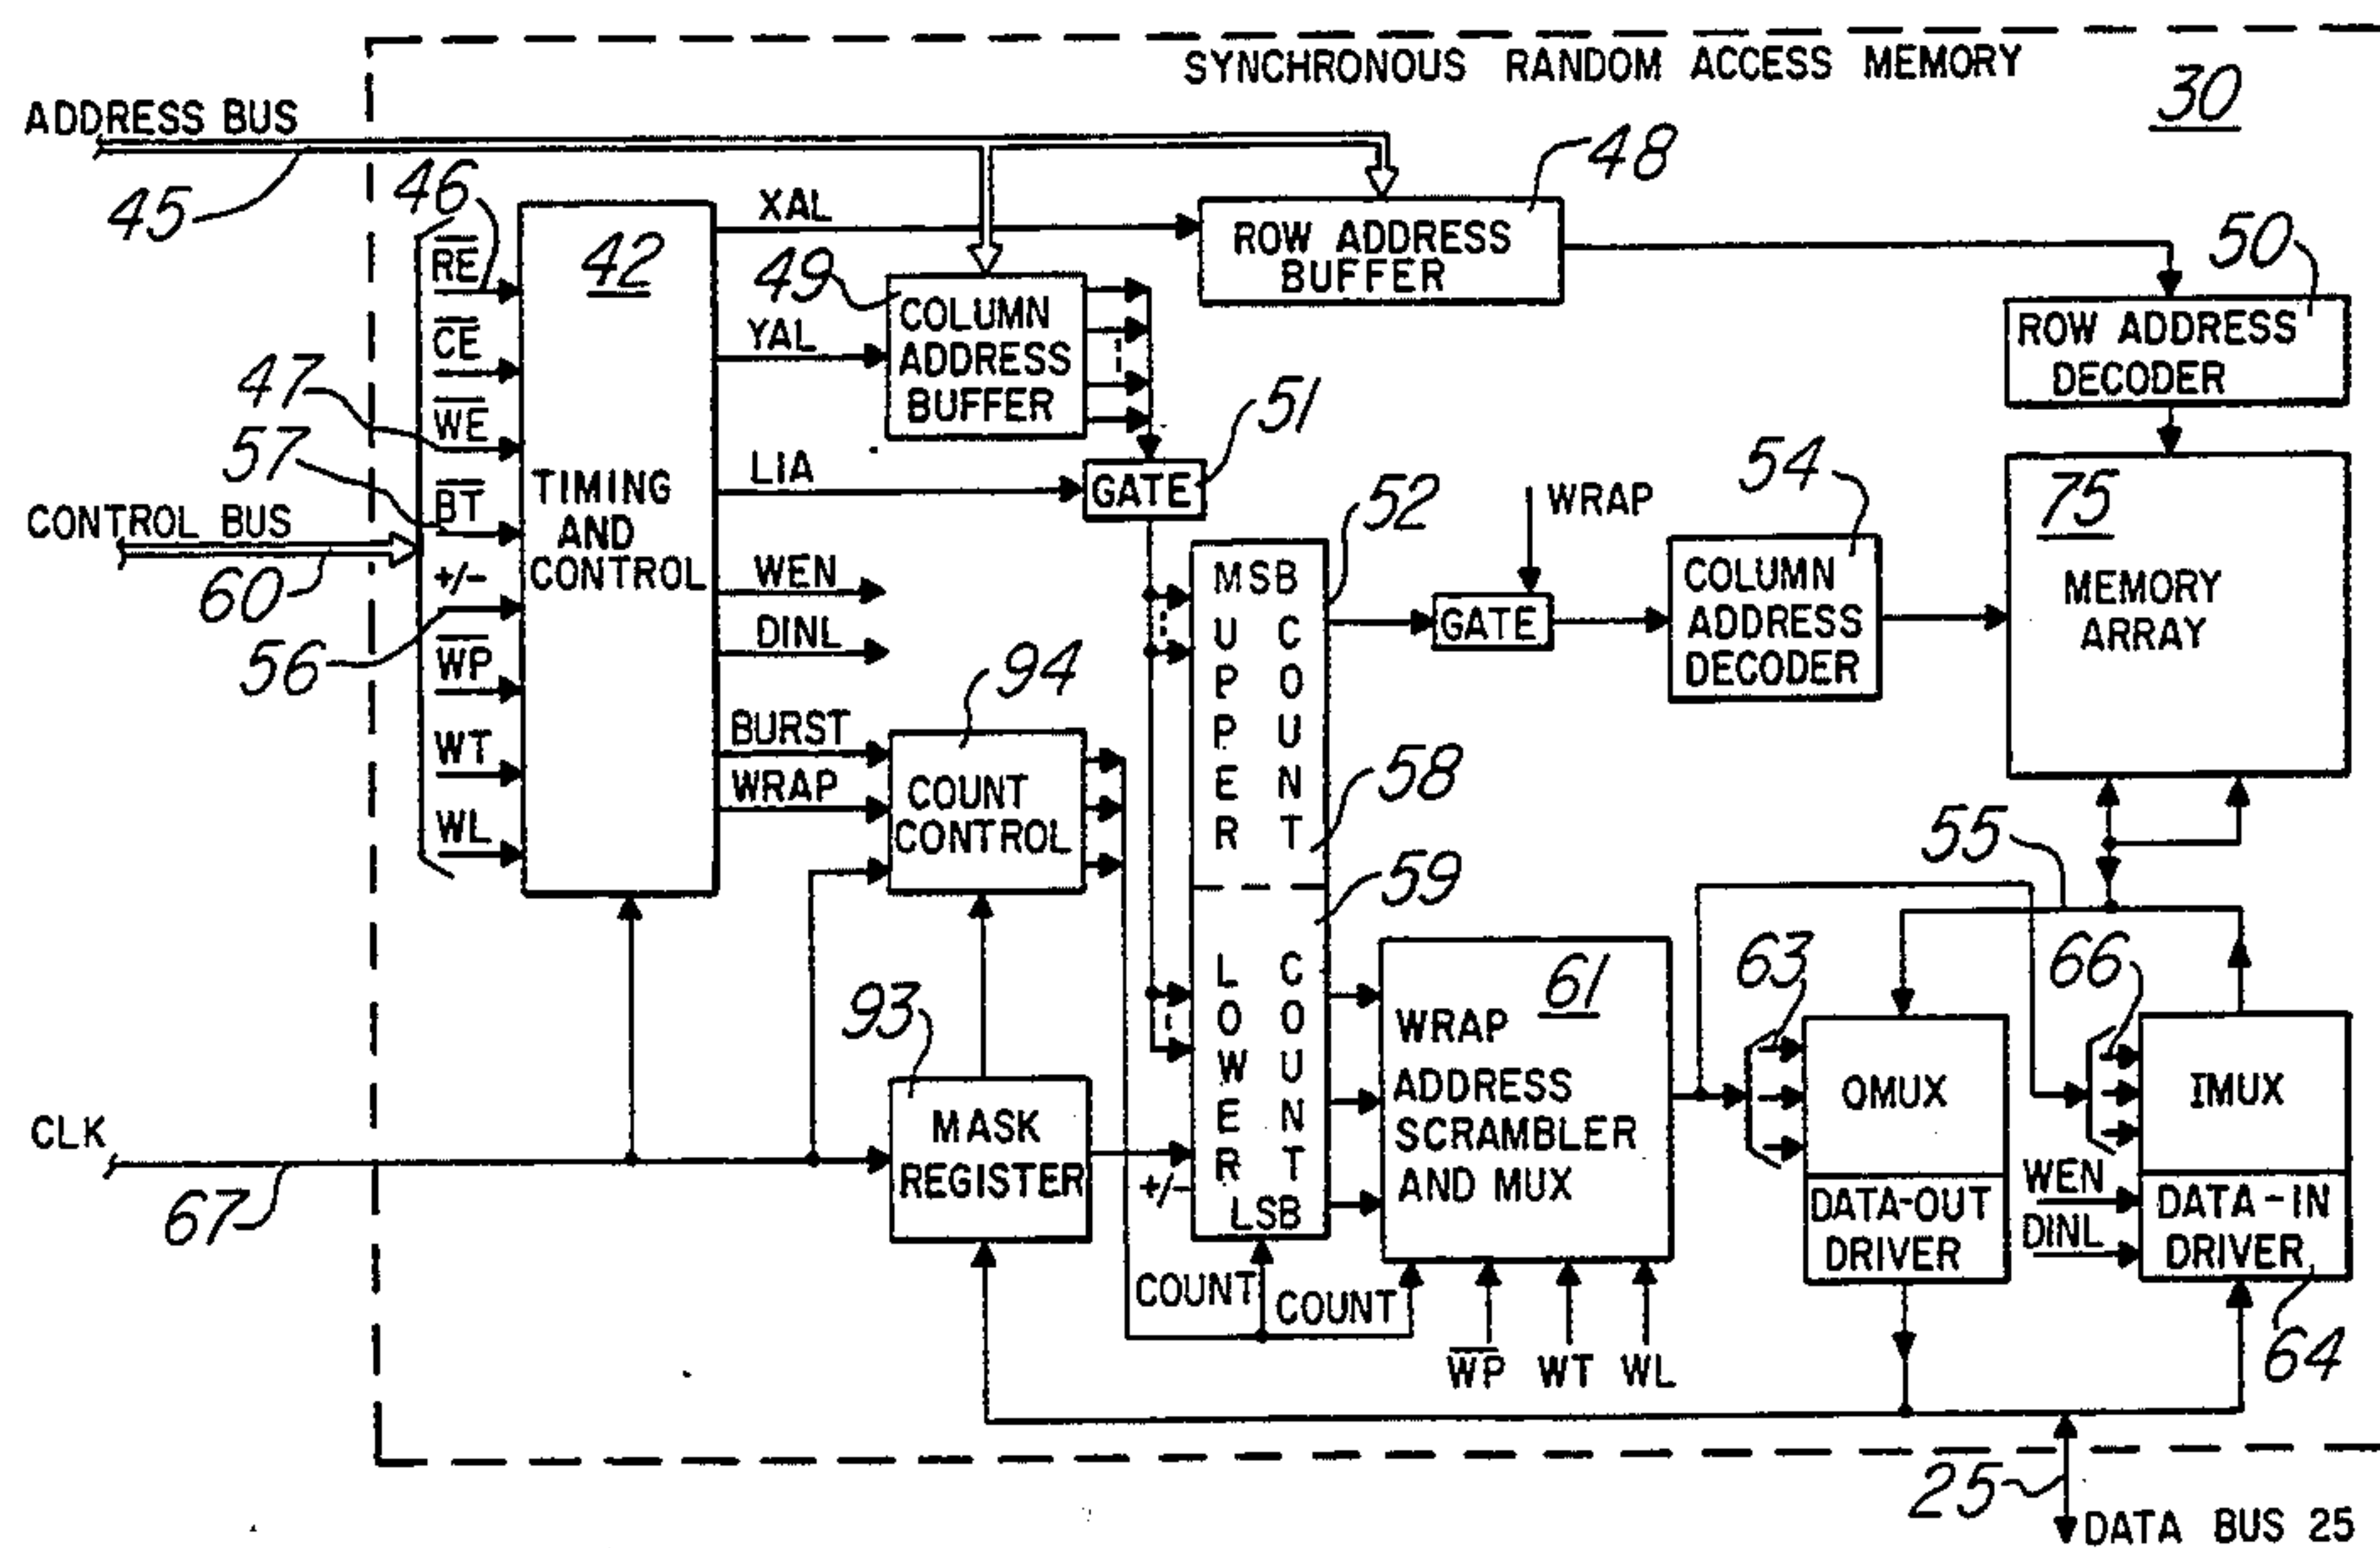 SYNCHRONOUS RANDOM ACCESS MEMORY
30
ADDRESS BUS
45
46
48
XAL
ROW ADDRESS
BUFFER
50
ROW ADDRESS
DECODER
42
TIMING
AND
CONTROL
RE
CE
WE
BT
+/-
WP
WT
WL
47
57
CONTROL BUS
60
56
49
COLUMN
ADDRESS
BUFFER
YAL
LIA
GATE
51
WEN
DINL
BURST
WRAP
94
COUNT
CONTROL
52
MSB
UPPER
COUNT
58
59
LOWER
COUNT
LSB
+/-
WRAP
GATE
54
COLUMN
ADDRESS
DECODER
75
MEMORY
ARRAY
55
CLK
67
93
MASK
REGISTER
61
WRAP
ADDRESS
SCRAMBLER
AND MUX
COUNT
COUNT
WP WT WL
63
OMUX
DATA-OUT
DRIVER
66
IMUX
WEN
DINL
DATA-IN
DRIVER
64
25
DATA BUS 25